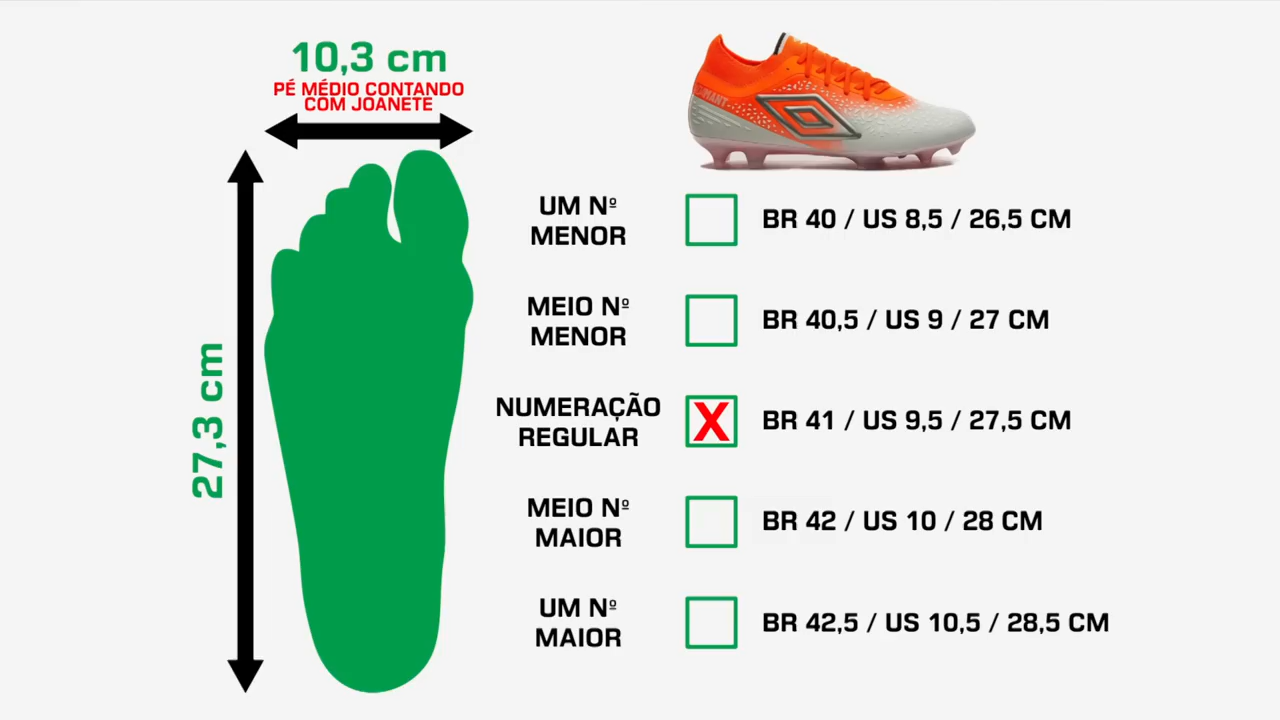 10,3 cm
PÉ MÉDIO CONTANDO
COM JOANETE
27,3 cm
UM Nº
MENOR
BR 40 / US 8,5 / 26,5 CM
MEIO Nº
MENOR
BR 40,5 / US 9 / 27 CM
NUMERAÇÃO
REGULAR
X
BR 41 / US 9,5 / 27,5 CM
MEIO Nº
MAIOR
BR 42 / US 10 / 28 CM
UM Nº
MAIOR
BR 42,5 / US 10,5 / 28,5 CM